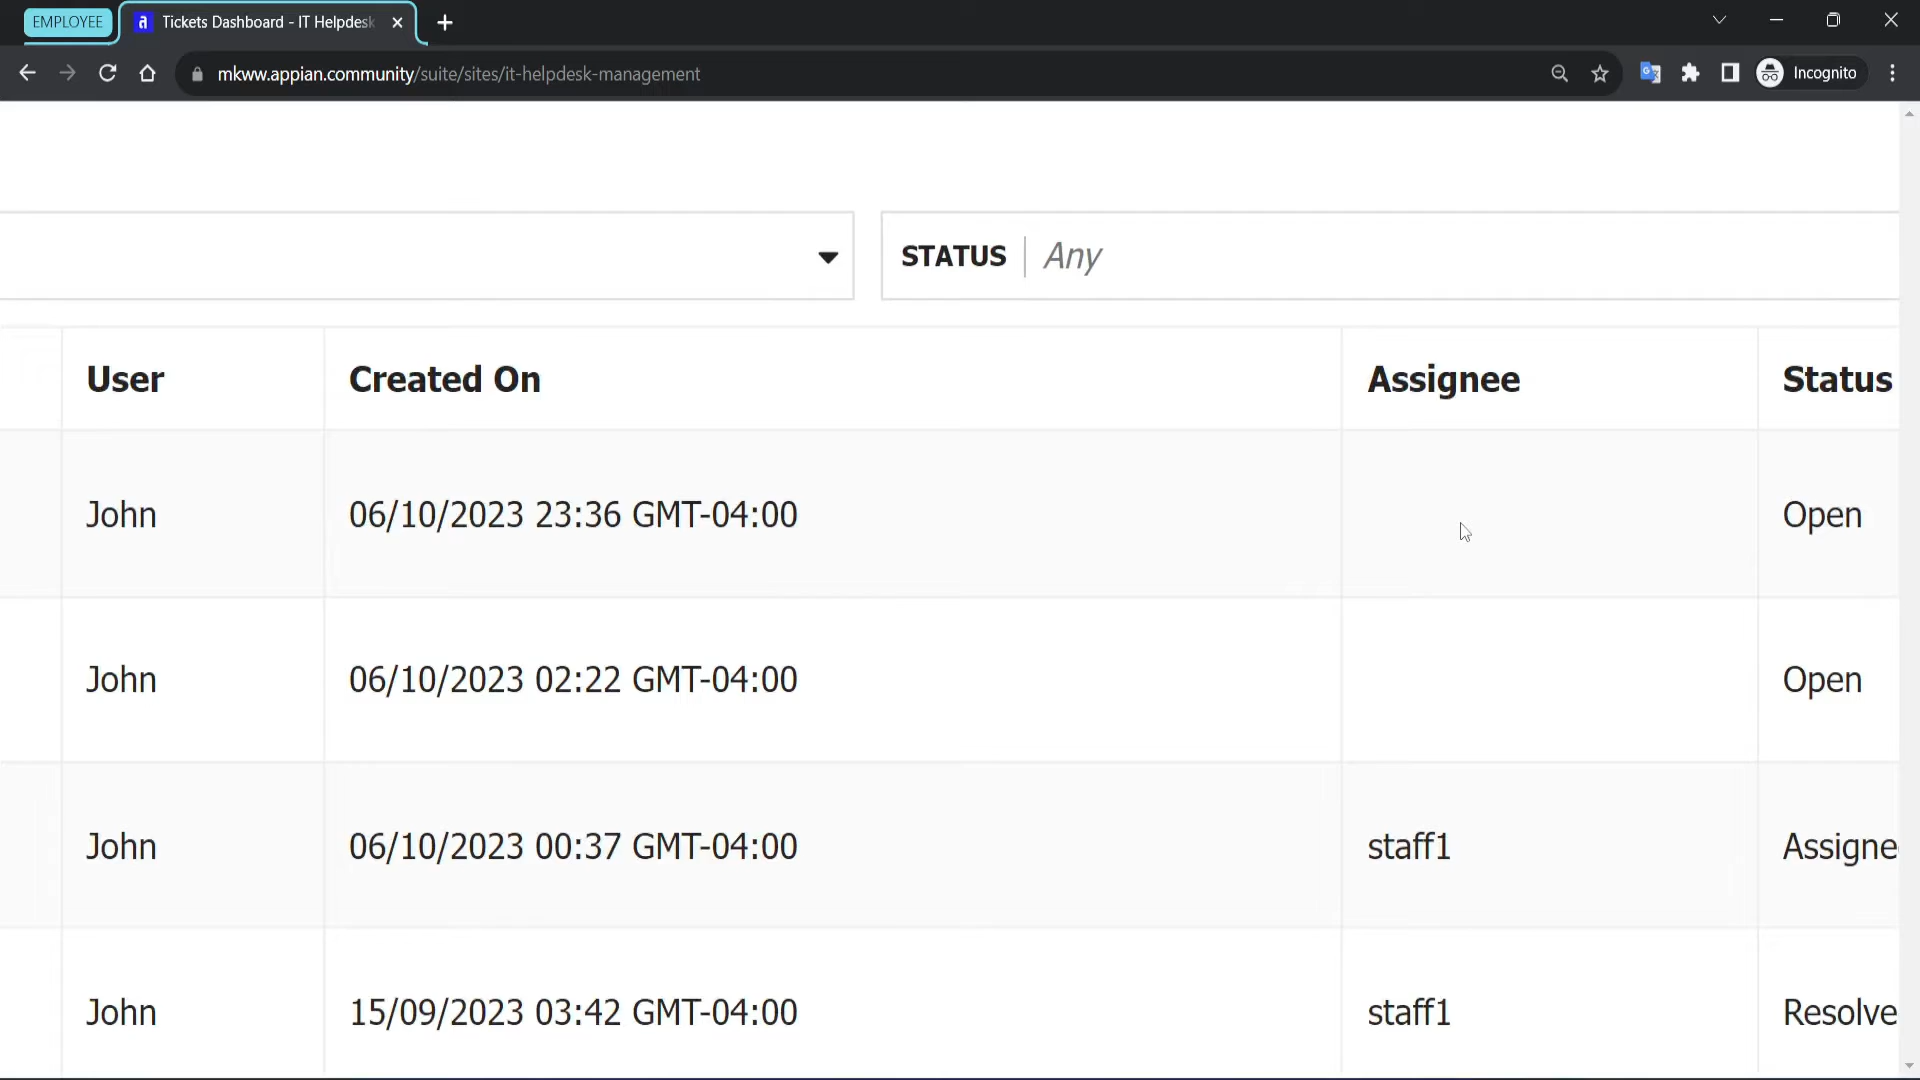 EMPLOYEE
Tickets Dashboard - IT Helpdesk
mkww.appian.community/suite/sites/it-helpdesk-management
Incognito
STATUS Any
User Created On Assignee Status
John 06/10/2023 23:36 GMT-04:00 Open
John 06/10/2023 02:22 GMT-04:00 Open
John 06/10/2023 00:37 GMT-04:00 staff1 Assigne
John 15/09/2023 03:42 GMT-04:00 staff1 Resolve